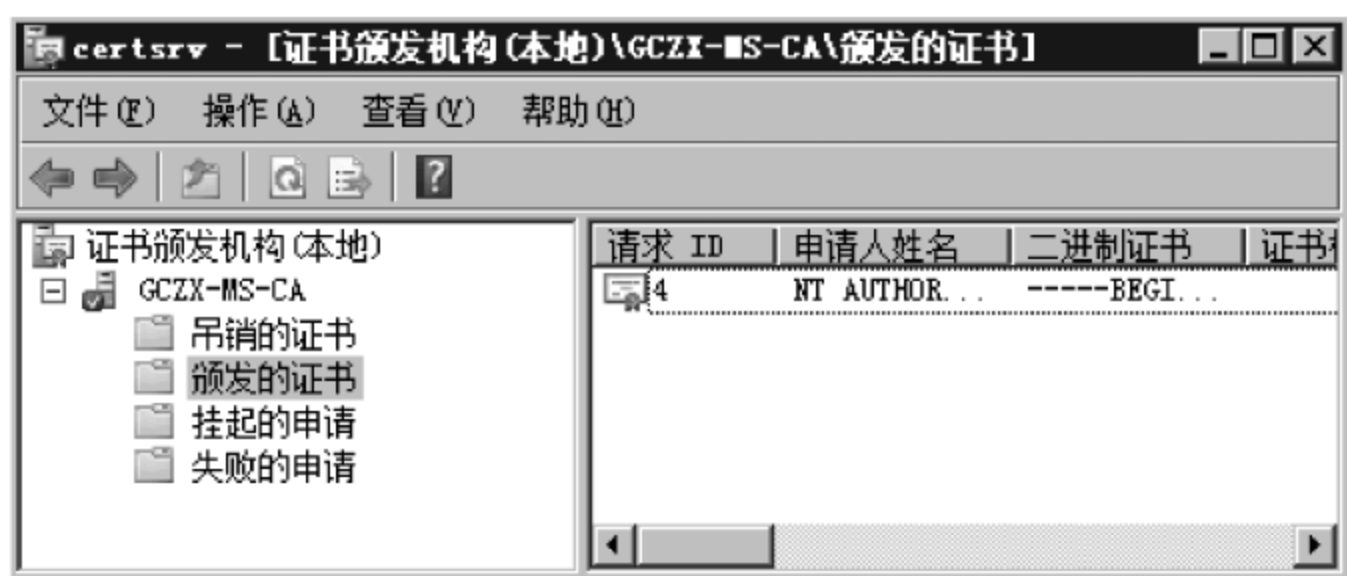 certsrv - [证书颁发机构(本地)\GCZX-MS-CA\颁发的证书]
文件(F) 操作(A) 查看(V) 帮助(H)
证书颁发机构(本地)
GCZX-MS-CA
吊销的证书
颁发的证书
挂起的申请
失败的申请
请求 ID 申请人姓名 二进制证书 证书
4 NT AUTHOR... -----BEGI...